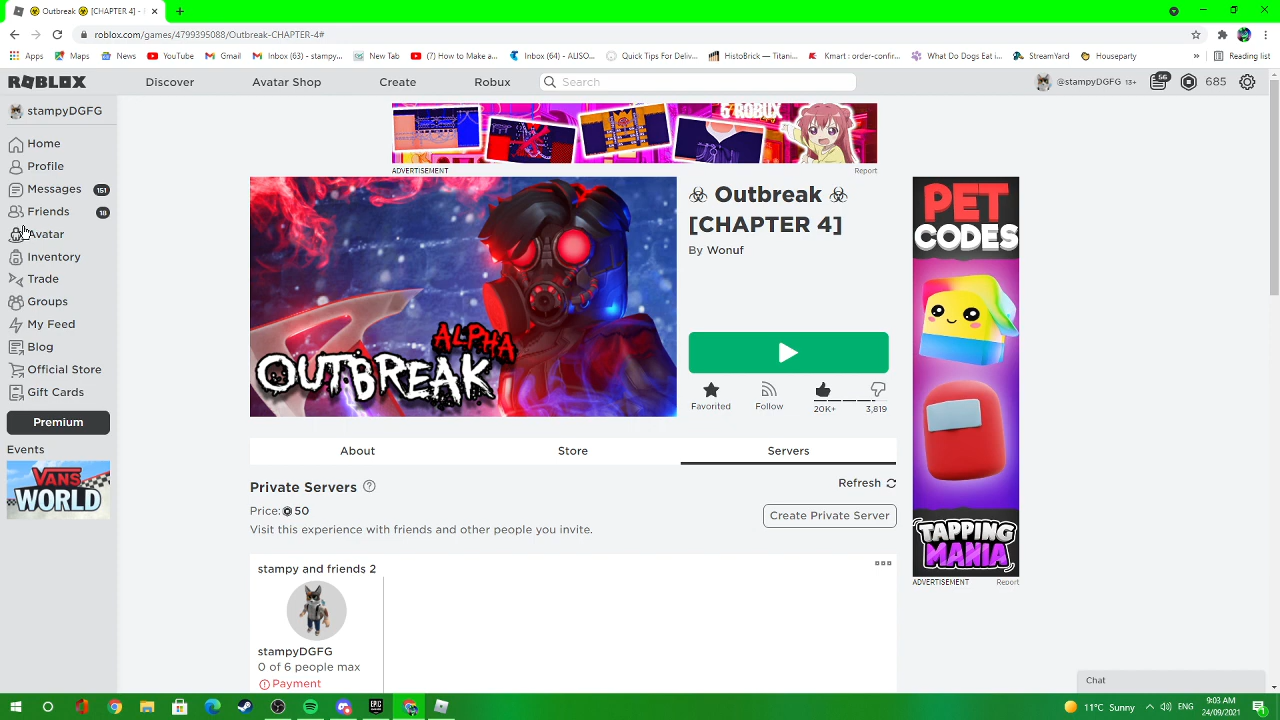 Outbreak ☣ [CHAPTER 4] -
roblox.com/games/4799395088/Outbreak-CHAPTER-4#
Apps
Maps
News
YouTube
Gmail
Inbox (63) - stampy...
New Tab
(7) How to Make a...
Inbox (340) - ALISO...
Quick Tips For Deliv...
HistoBrick — Titani...
Kmart : order-confir...
What Do Dogs Eat i...
StreamYard
Houseparty
»
Reading list
ROBLOX
Discover
Avatar Shop
Create
Robux
Search
@stampyDGFG 13+
56
685
stampyDGFG
Home
Profile
Messages 151
Friends 18
Avatar
Inventory
Trade
Groups
My Feed
Blog
Official Store
Gift Cards
Premium
Events
VANS
WORLD
ADVERTISEMENT
Report
ALPHA
OUTBREAK
☣ Outbreak ☣
[CHAPTER 4]
By Wonuf
Favorited
Follow
20K+
3,819
About
Store
Servers
Private Servers
Refresh
Price: 50
Create Private Server
Visit this experience with friends and other people you invite.
stampy and friends 2
stampyDGFG
0 of 6 people max
Payment
PET
CODES
TAPPING
MANIA
ADVERTISEMENT
Report
Chat
EPIC
11°C Sunny
ENG
9:03 AM
24/09/2021
1